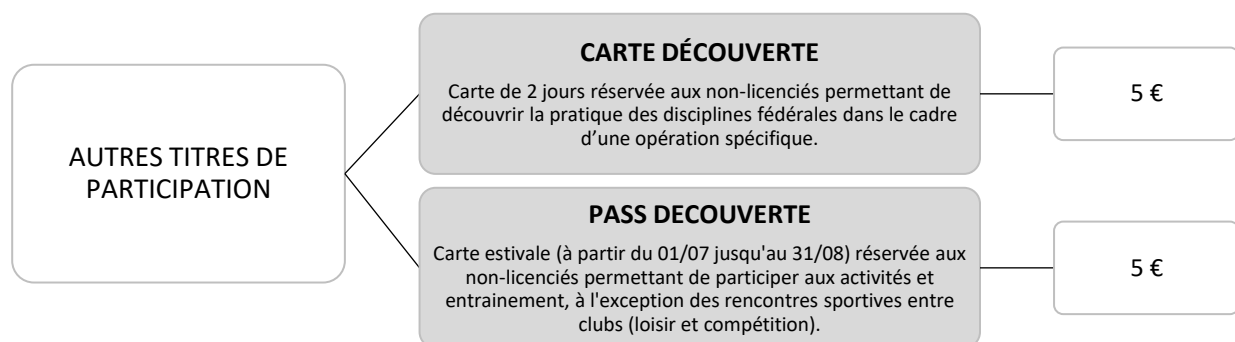 AUTRES TITRES DE
PARTICIPATION
CARTE DÉCOUVERTE
Carte de 2 jours réservée aux non-licenciés permettant de
découvrir la pratique des disciplines fédérales dans le cadre
d’une opération spécifique.
5 €
PASS DECOUVERTE
Carte estivale (à partir du 01/07 jusqu'au 31/08) réservée aux
non-licenciés permettant de participer aux activités et
entrainement, à l'exception des rencontres sportives entre
clubs (loisir et compétition).
5 €